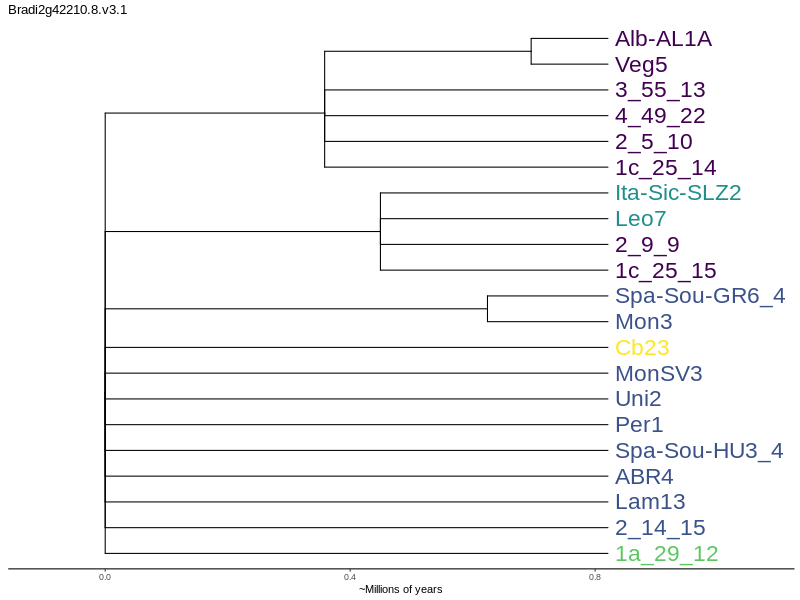 Bradi2g42210.8.v3.1
Alb-AL1A
Veg5
3_55_13
4_49_22
2_5_10
1c_25_14
Ita-Sic-SLZ2
Leo7
2_9_9
1c_25_15
Spa-Sou-GR6_4
Mon3
Cb23
MonSV3
Uni2
Per1
Spa-Sou-HU3_4
ABR4
Lam13
2_14_15
1a_29_12
0.0 0.4 0.8
~Millions of years